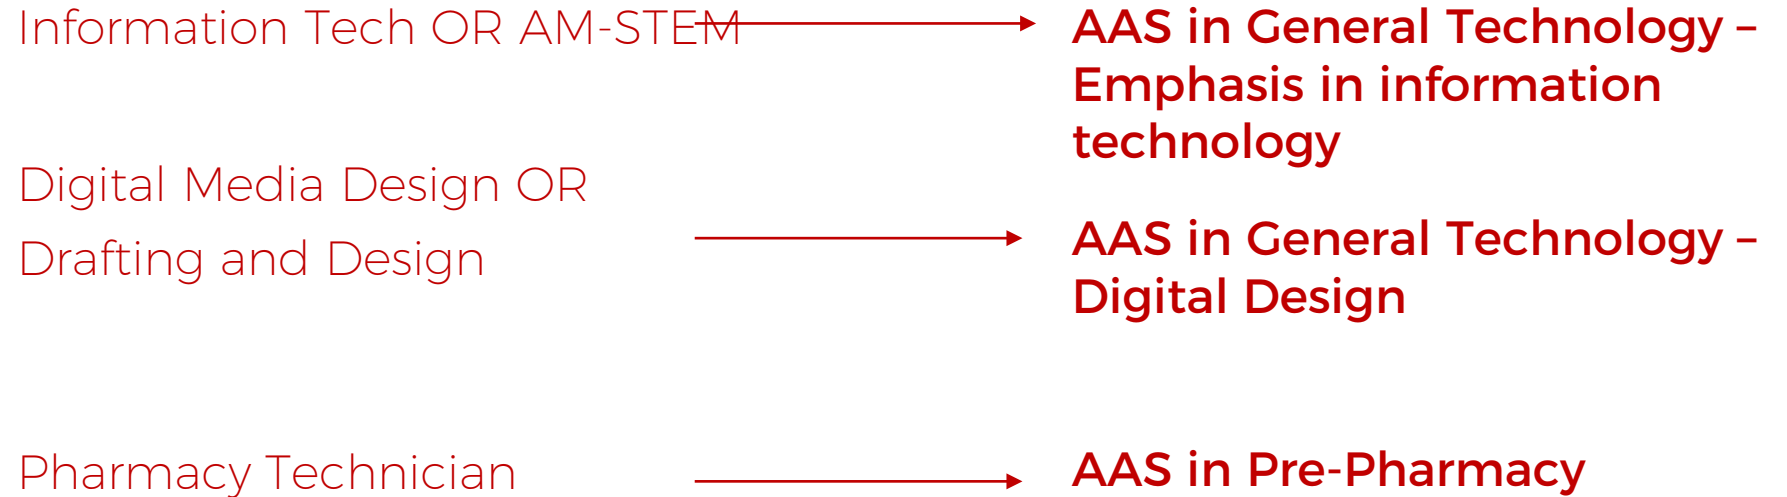 Information Tech OR AM-STEM
AAS in General Technology –
Emphasis in information
technology
Digital Media Design OR
Drafting and Design
AAS in General Technology –
Digital Design
Pharmacy Technician
AAS in Pre-Pharmacy